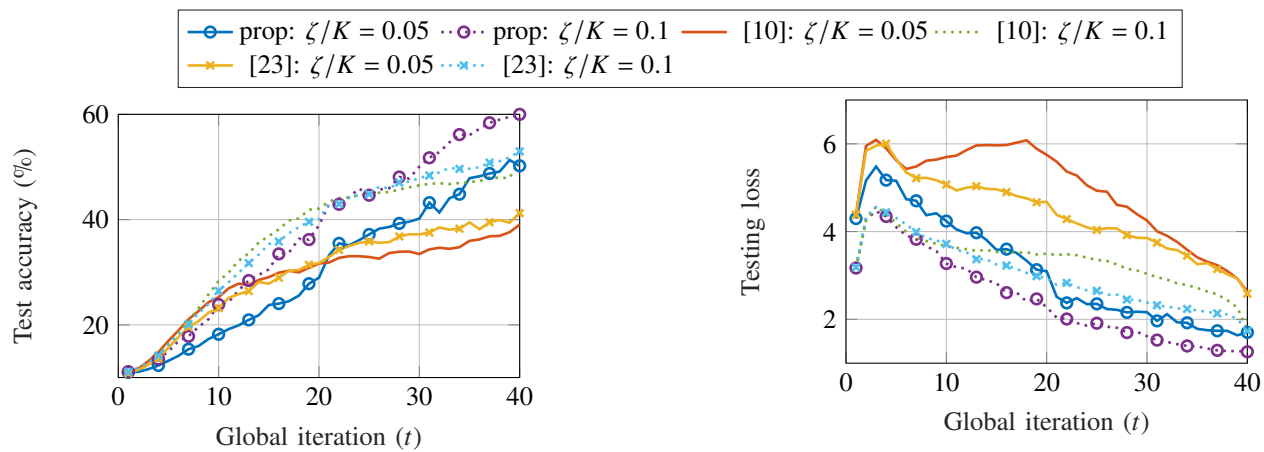 prop: ζ/K = 0.05 prop: ζ/K = 0.1 [10]: ζ/K = 0.05 [10]: ζ/K = 0.1
[23]: ζ/K = 0.05 [23]: ζ/K = 0.1
Test accuracy (%)
60
40
20
0 10 20 30 40
Global iteration (t)
Testing loss
6
4
2
0 10 20 30 40
Global iteration (t)